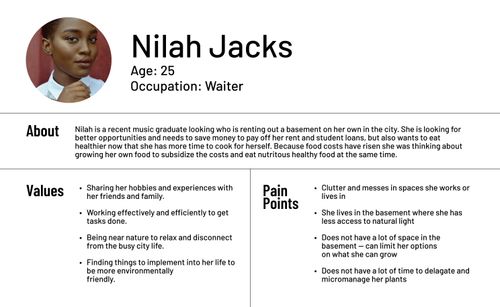 Nilah Jacks
Age: 25
Occupation: Waiter
About
Nilah is a recent music graduate looking who is renting out a basement on her own in the city. She is looking for
better opportunities and needs to save money to pay off her rent and student loans, but also wants to eat
healthier now that she has more time to cook for herself. Because food costs have risen she was thinking about
growing her own food to subsidize the costs and eat nutritous healthy food at the same time.
Values
• Sharing her hobbies and experiences with
her friends and family.
• Working effectively and efficiently to get
tasks done.
• Being near nature to relax and disconnect
from the busy city life.
• Finding things to implement into her life to
be more environmentally
friendly.
Pain
Points
• Clutter and messes in spaces she works or
lives in
• She lives in the basement where she has
less access to natural light
• Does not have a lot of space in the
basement — can limit her options
on what she can grow
• Does not have a lot of time to delagate and
micromanage her plants